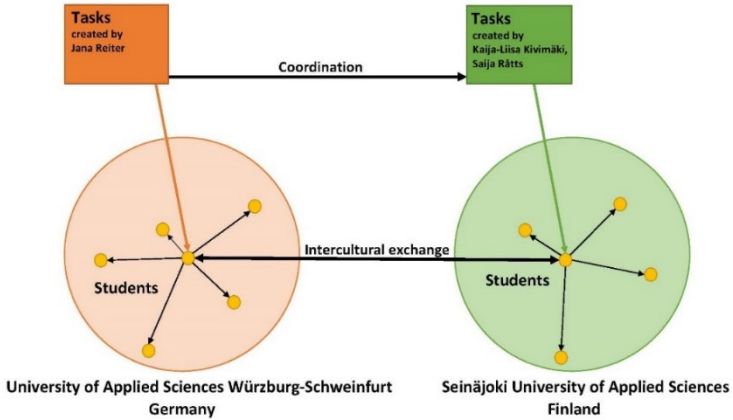 Tasks
created by
Jana Reiter
Tasks
created by
Kaija-Liisa Kivimäki,
Saija Råtts
Coordination
Intercultural exchange
Students
Students
University of Applied Sciences Würzburg-Schweinfurt
Germany
Seinäjoki University of Applied Sciences
Finland